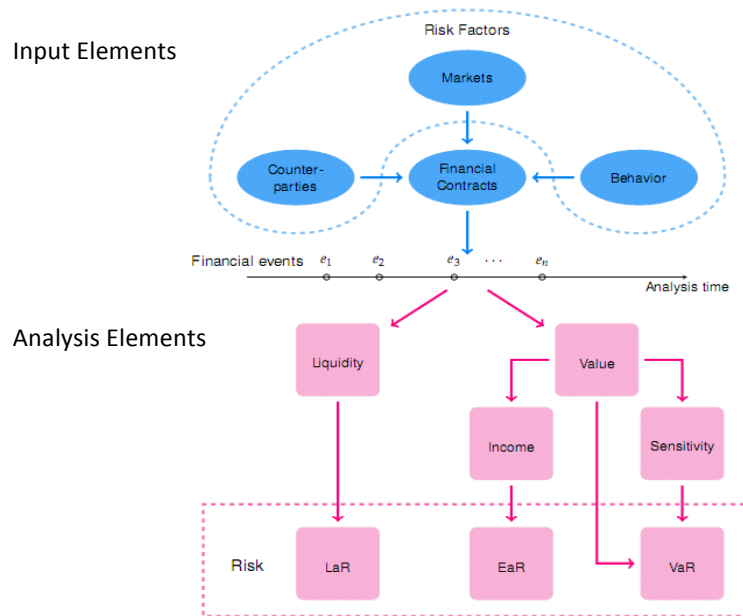 Input Elements
Risk Factors
Markets
Counter-
parties
Financial
Contracts
Behavior
Financial events e₁ e₂ e₃ ··· eₙ
Analysis time
Analysis Elements
Liquidity
Value
Income
Sensitivity
Risk
LaR
EaR
VaR